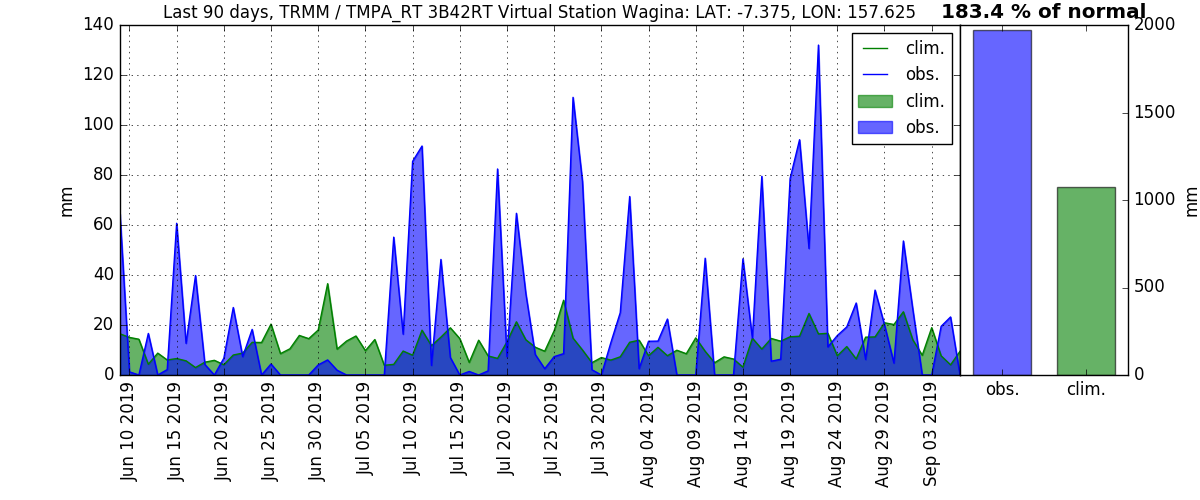 Last 90 days, TRMM / TMPA_RT 3B42RT Virtual Station Wagina: LAT: -7.375, LON: 157.625
183.4 % of normal
140
120
100
80
60
40
20
0
mm
clim.
obs.
clim.
obs.
2000
1500
1000
500
0
mm
Jun 10 2019
Jun 15 2019
Jun 20 2019
Jun 25 2019
Jun 30 2019
Jul 05 2019
Jul 10 2019
Jul 15 2019
Jul 20 2019
Jul 25 2019
Jul 30 2019
Aug 04 2019
Aug 09 2019
Aug 14 2019
Aug 19 2019
Aug 24 2019
Aug 29 2019
Sep 03 2019
obs.
clim.